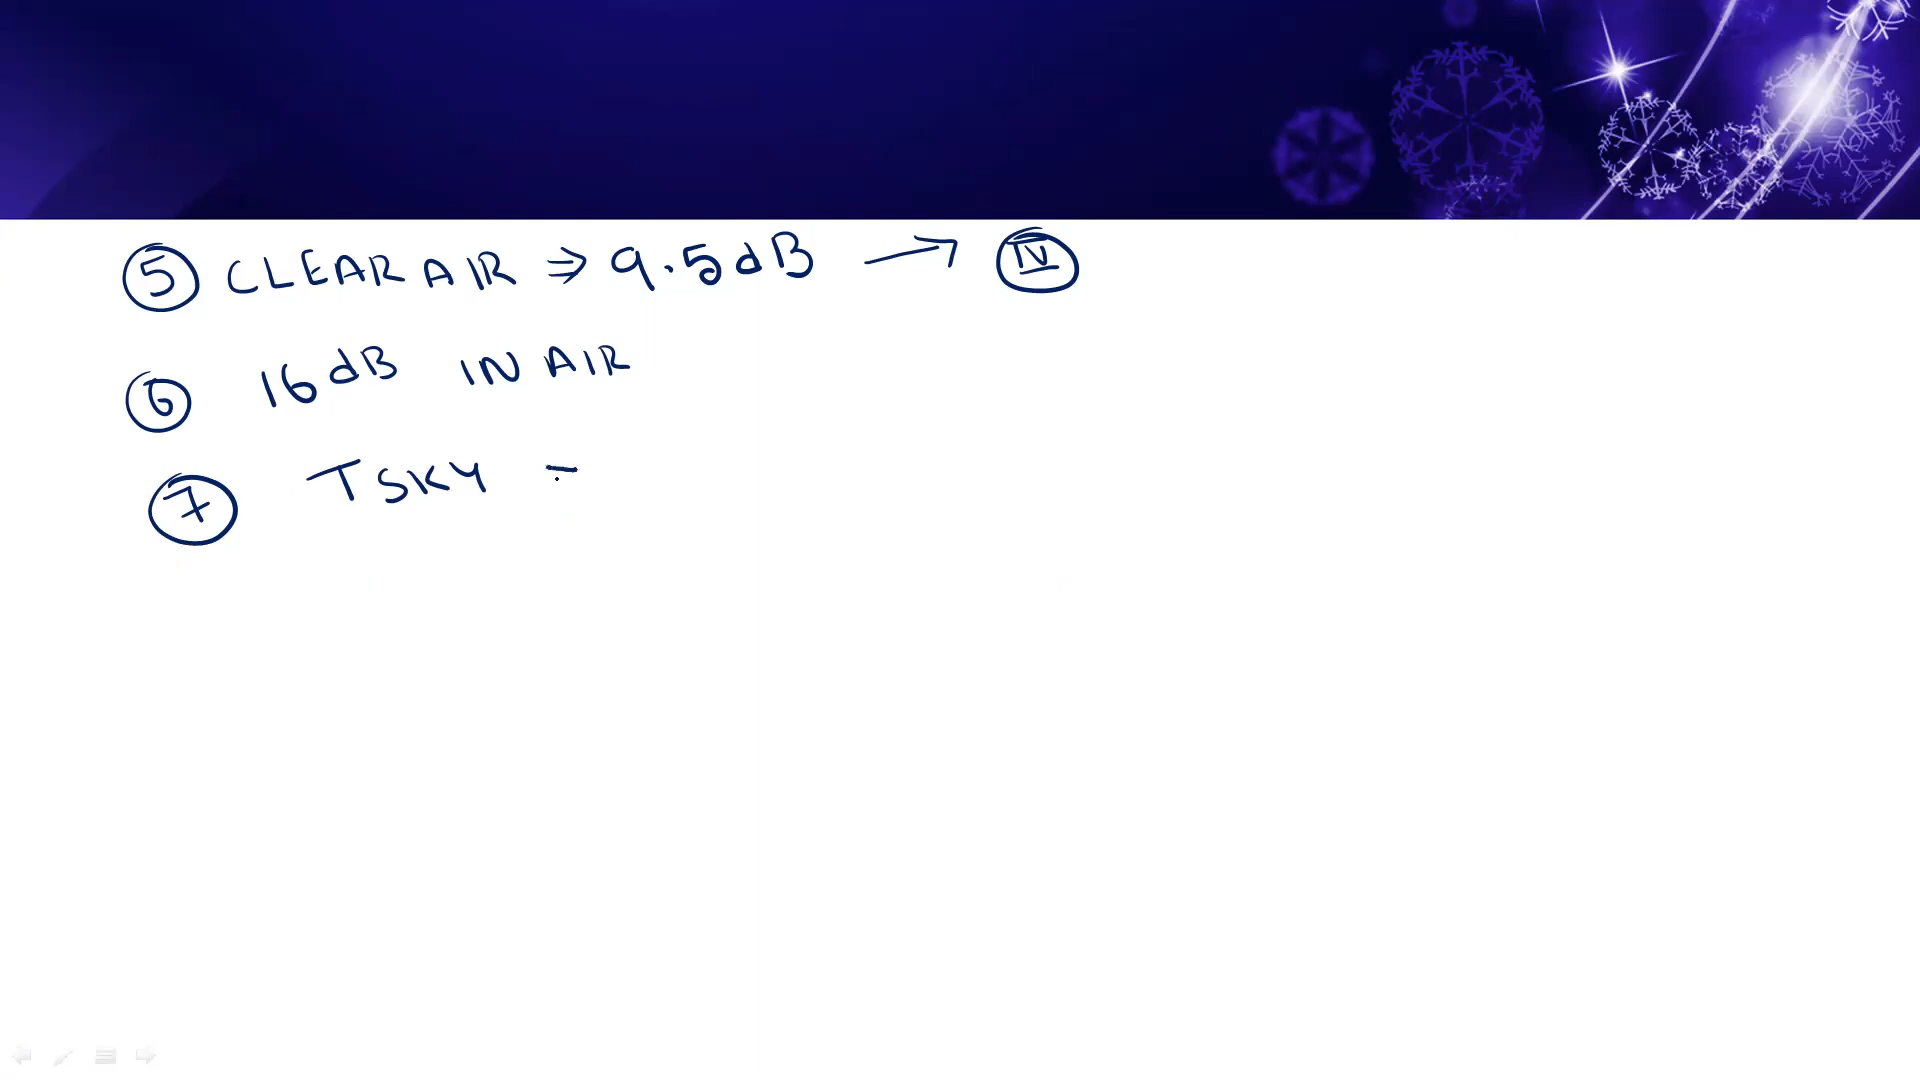 5 CLEAR AIR ⇒ 9.5dB → IV
6 16dB IN AIR
7 TSKY =